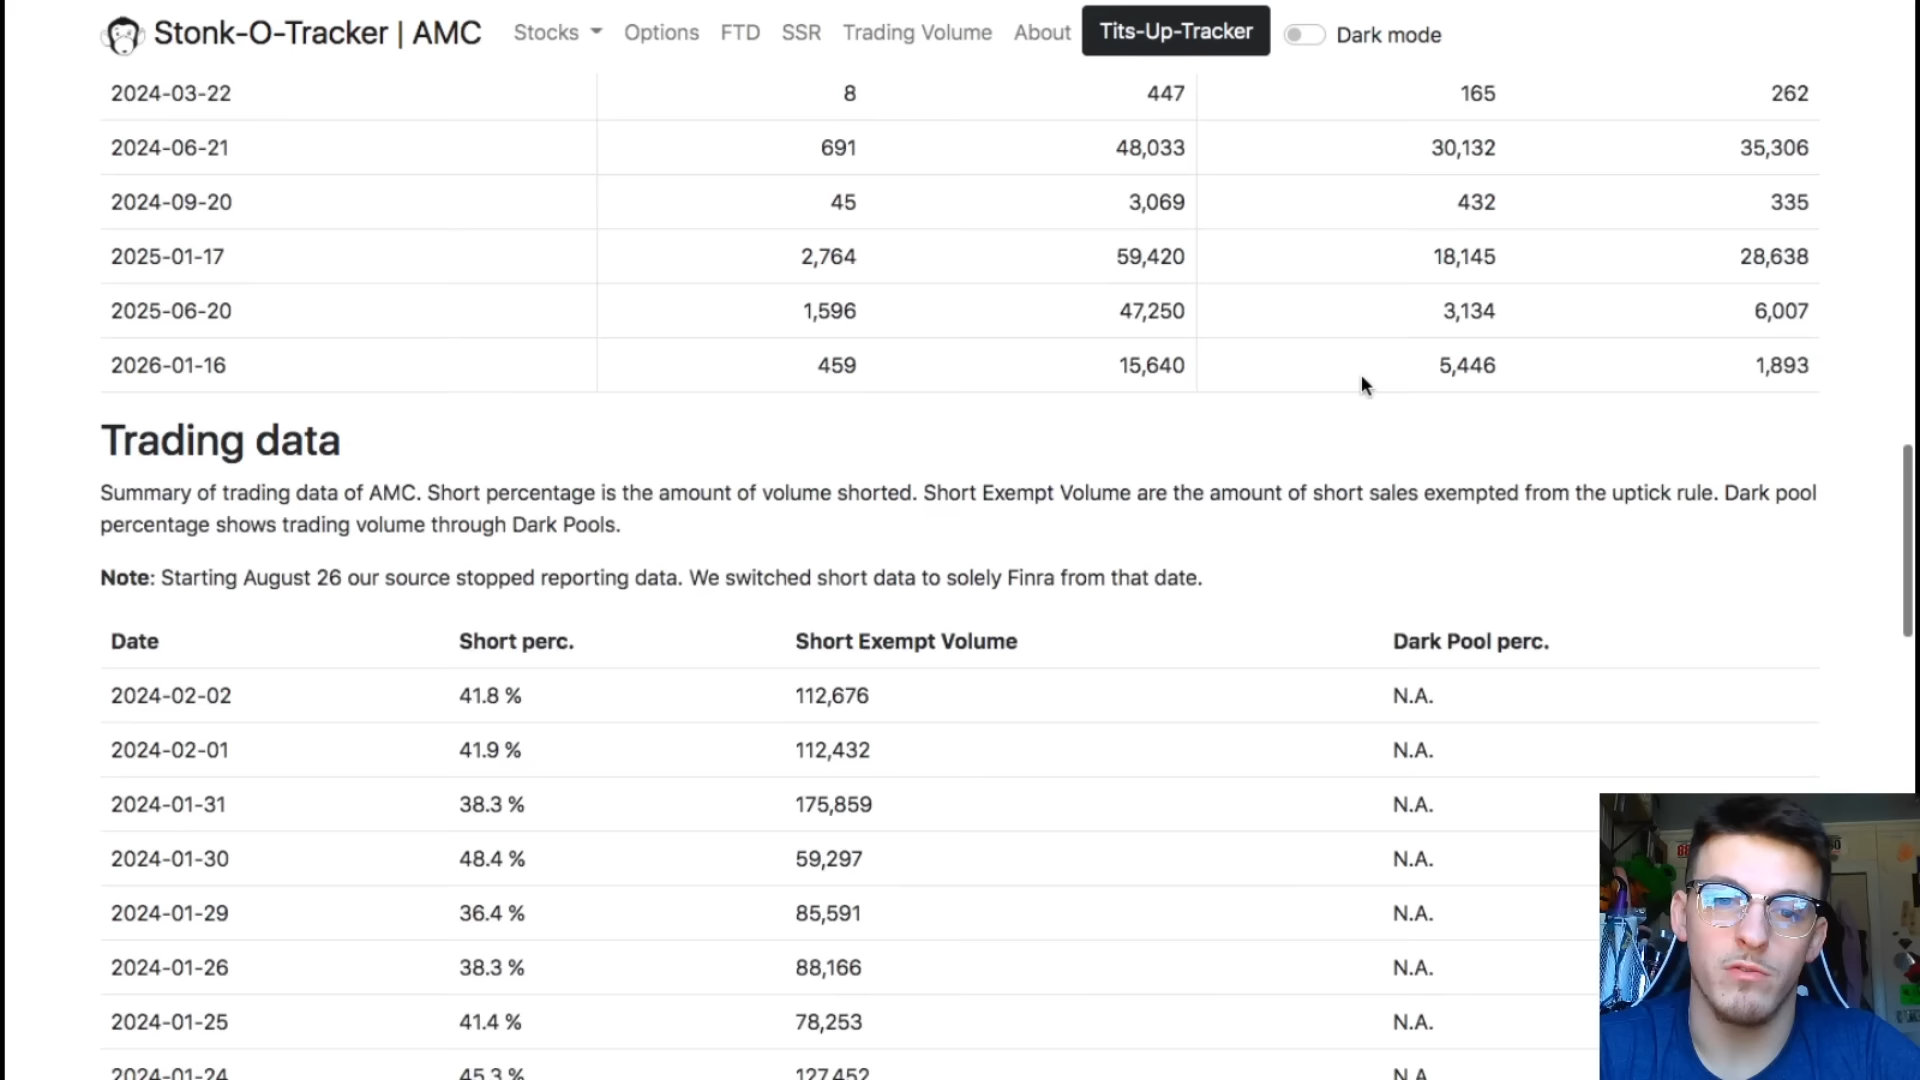 Stonk-O-Tracker | AMC Stocks Options FTD SSR Trading Volume About Tits-Up-Tracker Dark mode
2024-03-22 8 447 165 262
2024-06-21 691 48,033 30,132 35,306
2024-09-20 45 3,069 432 335
2025-01-17 2,764 59,420 18,145 28,638
2025-06-20 1,596 47,250 3,134 6,007
2026-01-16 459 15,640 5,446 1,893
Trading data
Summary of trading data of AMC. Short percentage is the amount of volume shorted. Short Exempt Volume are the amount of short sales exempted from the uptick rule. Dark pool
percentage shows trading volume through Dark Pools.
Note: Starting August 26 our source stopped reporting data. We switched short data to solely Finra from that date.
Date Short perc. Short Exempt Volume Dark Pool perc.
2024-02-02 41.8 % 112,676 N.A.
2024-02-01 41.9 % 112,432 N.A.
2024-01-31 38.3 % 175,859 N.A.
2024-01-30 48.4 % 59,297 N.A.
2024-01-29 36.4 % 85,591 N.A.
2024-01-26 38.3 % 88,166 N.A.
2024-01-25 41.4 % 78,253 N.A.
2024-01-24 45.3 % 127,452 N.A.